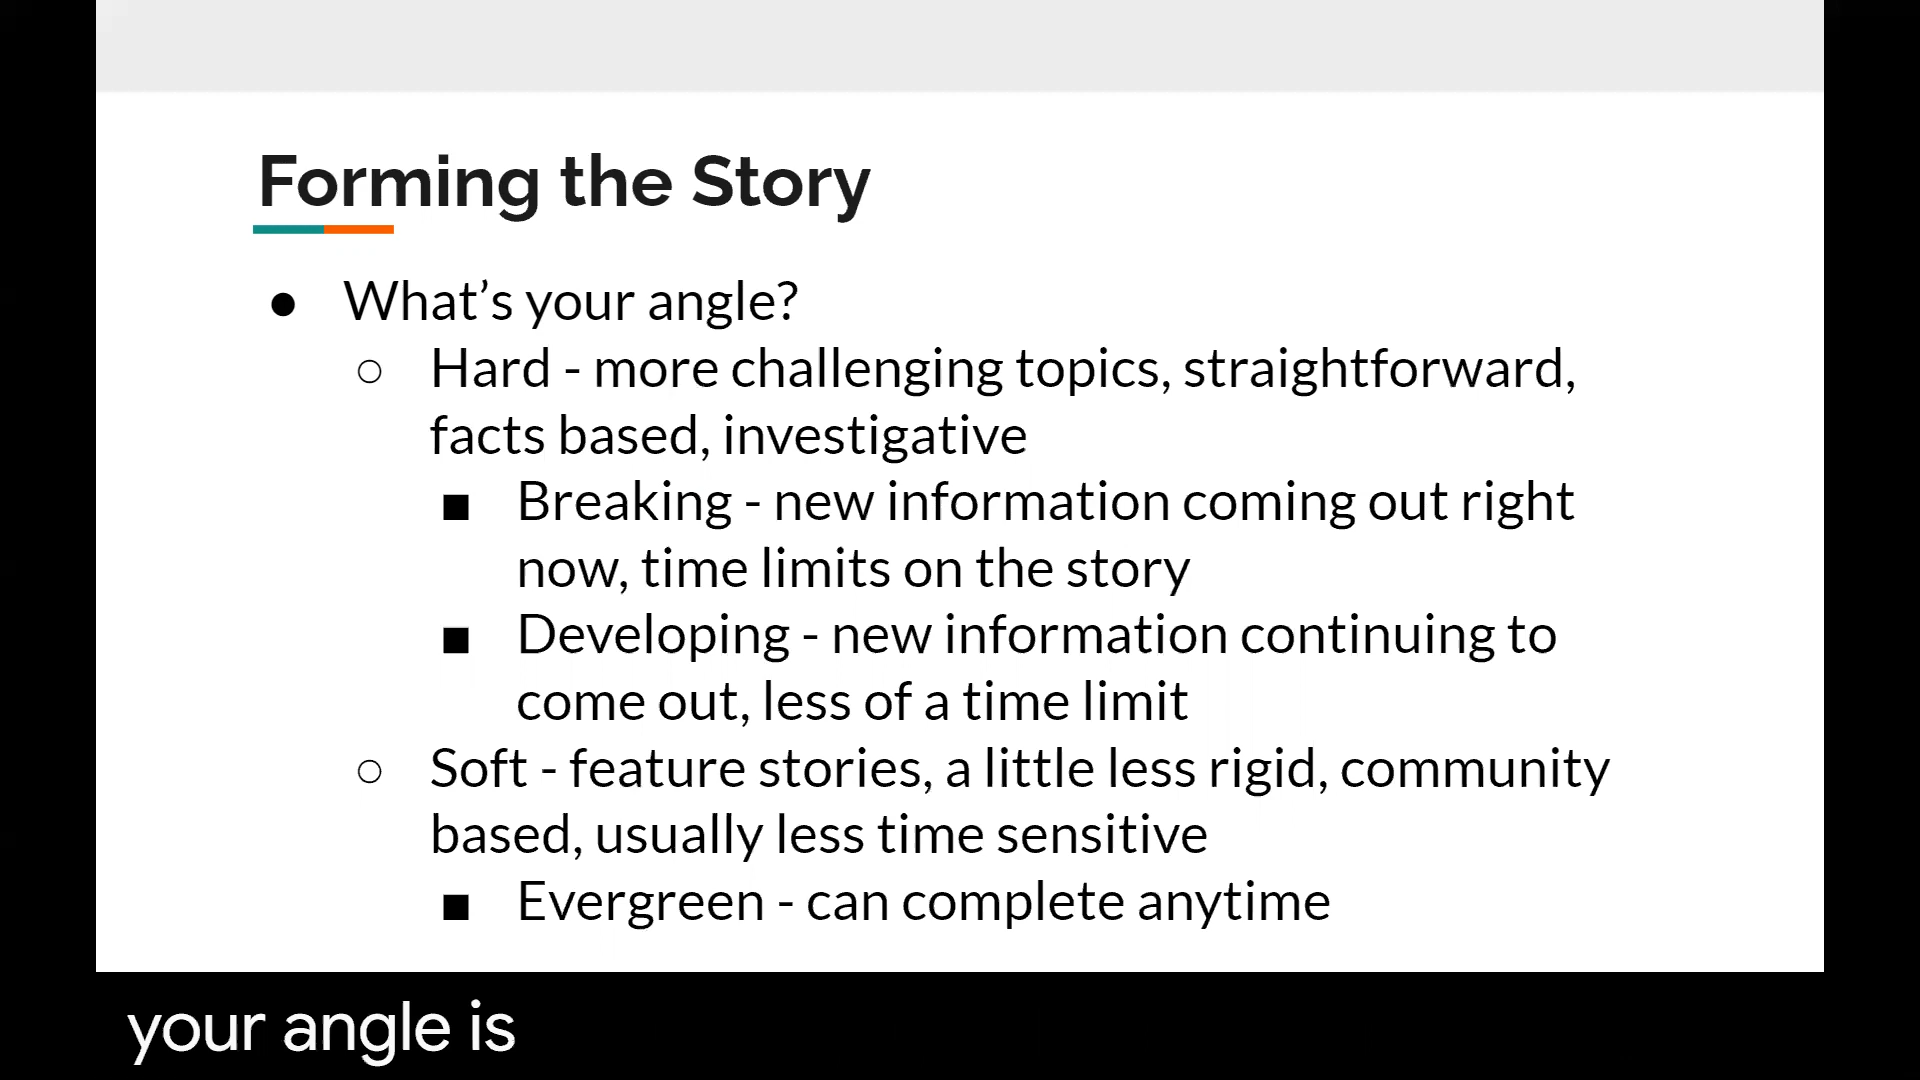 Forming the Story
● What’s your angle?
○ Hard - more challenging topics, straightforward,
facts based, investigative
■ Breaking - new information coming out right
now, time limits on the story
■ Developing - new information continuing to
come out, less of a time limit
○ Soft - feature stories, a little less rigid, community
based, usually less time sensitive
■ Evergreen - can complete anytime
your angle is